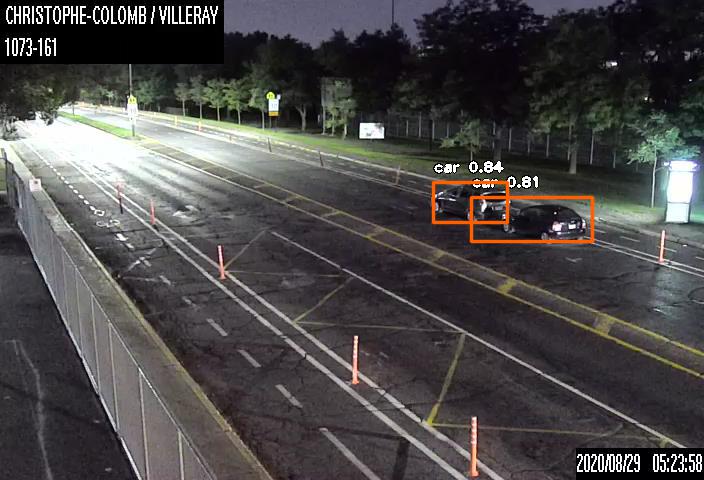 CHRISTOPHE-COLOMB / VILLERAY
1073-161
car 0.84
car 0.81
2020/08/29 05:23:58